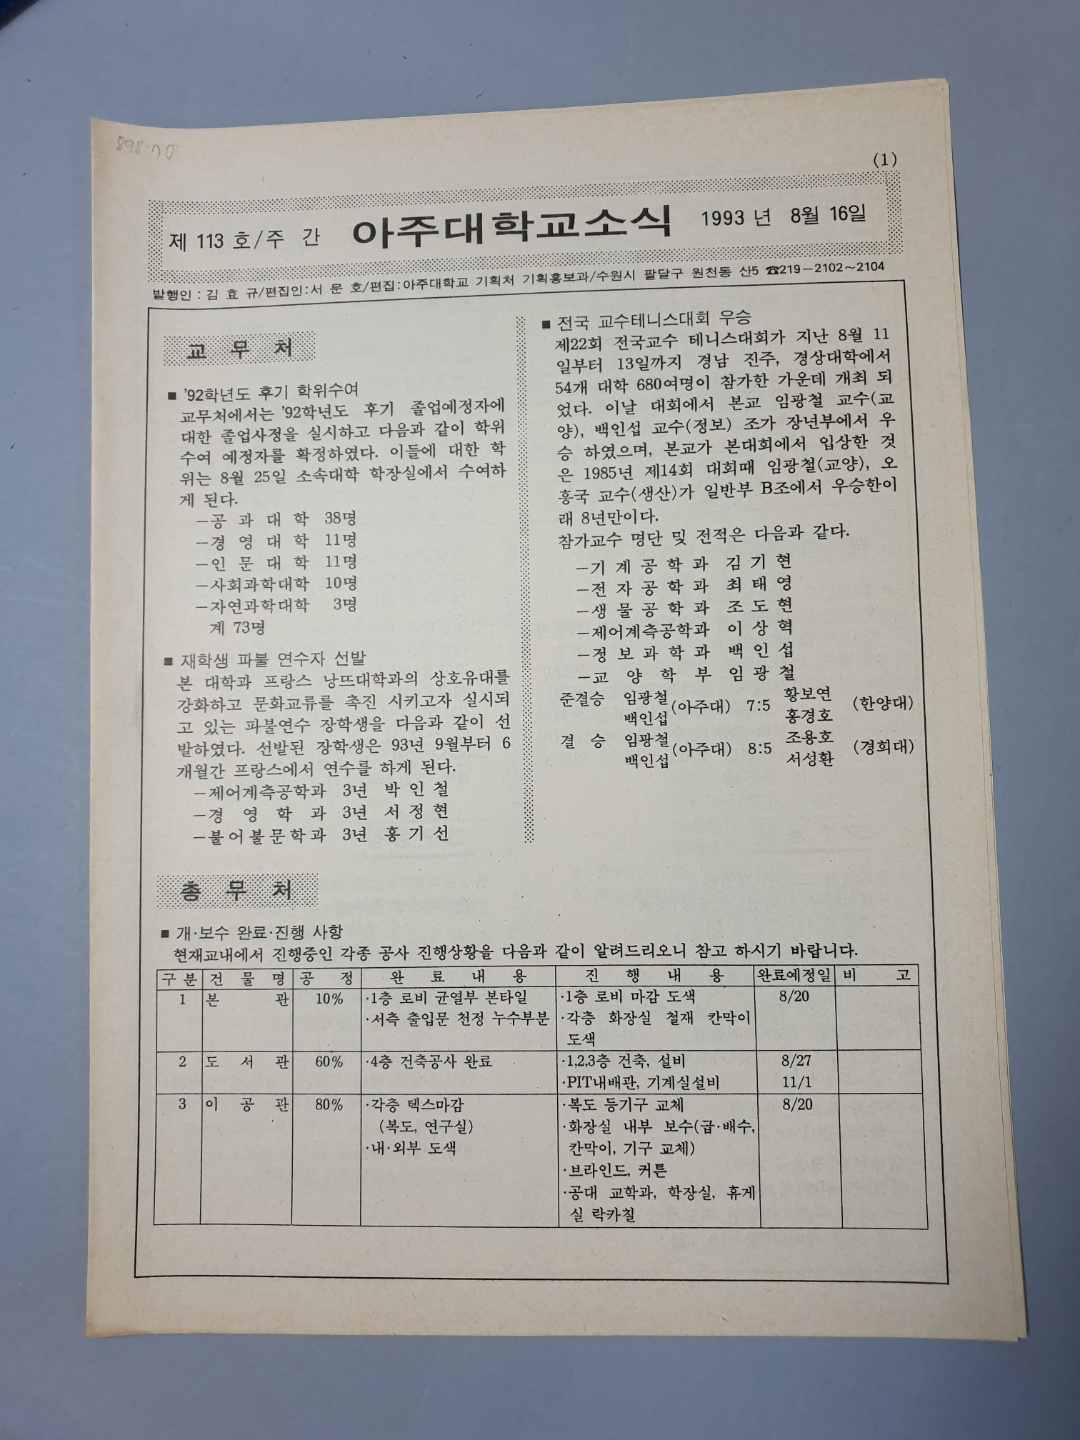 (1)
제 113 호/주 간 아주대학교소식 1993 년 8월 16일
발행인 : 김 효 규/편집인:서 문 호/편집:아주대학교 기획처 기획홍보과/수원시 팔달구 원천동 산5 ☎219-2102~2104
교 무 처
■ '92학년도 후기 학위수여
교무처에서는 '92학년도 후기 졸업예정자에
대한 졸업사정을 실시하고 다음과 같이 학위
수여 예정자를 확정하였다. 이들에 대한 학
위는 8월 25일 소속대학 학장실에서 수여하
게 된다.
-공 과 대 학 38명
-경 영 대 학 11명
-인 문 대 학 11명
-사회과학대학 10명
-자연과학대학 3명
계 73명
■ 재학생 파불 연수자 선발
본 대학과 프랑스 낭뜨대학과의 상호유대를
강화하고 문화교류를 촉진 시키고자 실시되
고 있는 파불연수 장학생을 다음과 같이 선
발하였다. 선발된 장학생은 93년 9월부터 6
개월간 프랑스에서 연수를 하게 된다.
-제어계측공학과 3년 박 인 철
-경 영 학 과 3년 서 정 현
-불어불문학과 3년 홍 기 선
■ 전국 교수테니스대회 우승
제22회 전국교수 테니스대회가 지난 8월 11
일부터 13일까지 경남 진주, 경상대학에서
54개 대학 680여명이 참가한 가운데 개최 되
었다. 이날 대회에서 본교 임광철 교수(교
양), 백인섭 교수(정보) 조가 장년부에서 우
승 하였으며, 본교가 본대회에서 입상한 것
은 1985년 제14회 대회때 임광철(교양), 오
흥국 교수(생산)가 일반부 B조에서 우승한이
래 8년만이다.
참가교수 명단 및 전적은 다음과 같다.
-기 계 공 학 과 김 기 현
-전 자 공 학 과 최 태 영
-생 물 공 학 과 조 도 현
-제어계측공학과 이 상 혁
-정 보 과 학 과 백 인 섭
-교 양 학 부 임 광 철
준결승 임광철 백인섭 (아주대) 7:5 황보연 홍경호 (한양대)
결 승 임광철 백인섭 (아주대) 8:5 조용호 서성환 (경희대)
총 무 처
■ 개·보수 완료·진행 사항
현재교내에서 진행중인 각종 공사 진행상황을 다음과 같이 알려드리오니 참고 하시기 바랍니다.
구 분 건 물 명 공 정 완 료 내 용 진 행 내 용 완료예정일 비 고
1 본 관 10% ·1층 로비 균열부 본타일 ·1층 로비 마감 도색 8/20
·서측 출입문 천정 누수부분 ·각층 화장실 철재 칸막이
도색
2 도 서 관 60% ·4층 건축공사 완료 ·1,2,3층 건축, 설비 8/27
·PIT내배관, 기계실설비 11/1
3 이 공 관 80% ·각층 텍스마감 ·복도 등기구 교체 8/20
(복도, 연구실) ·화장실 내부 보수(급·배수,
·내·외부 도색 칸막이, 기구 교체)
·브라인드, 커튼
·공대 교학과, 학장실, 휴게
실 락카칠